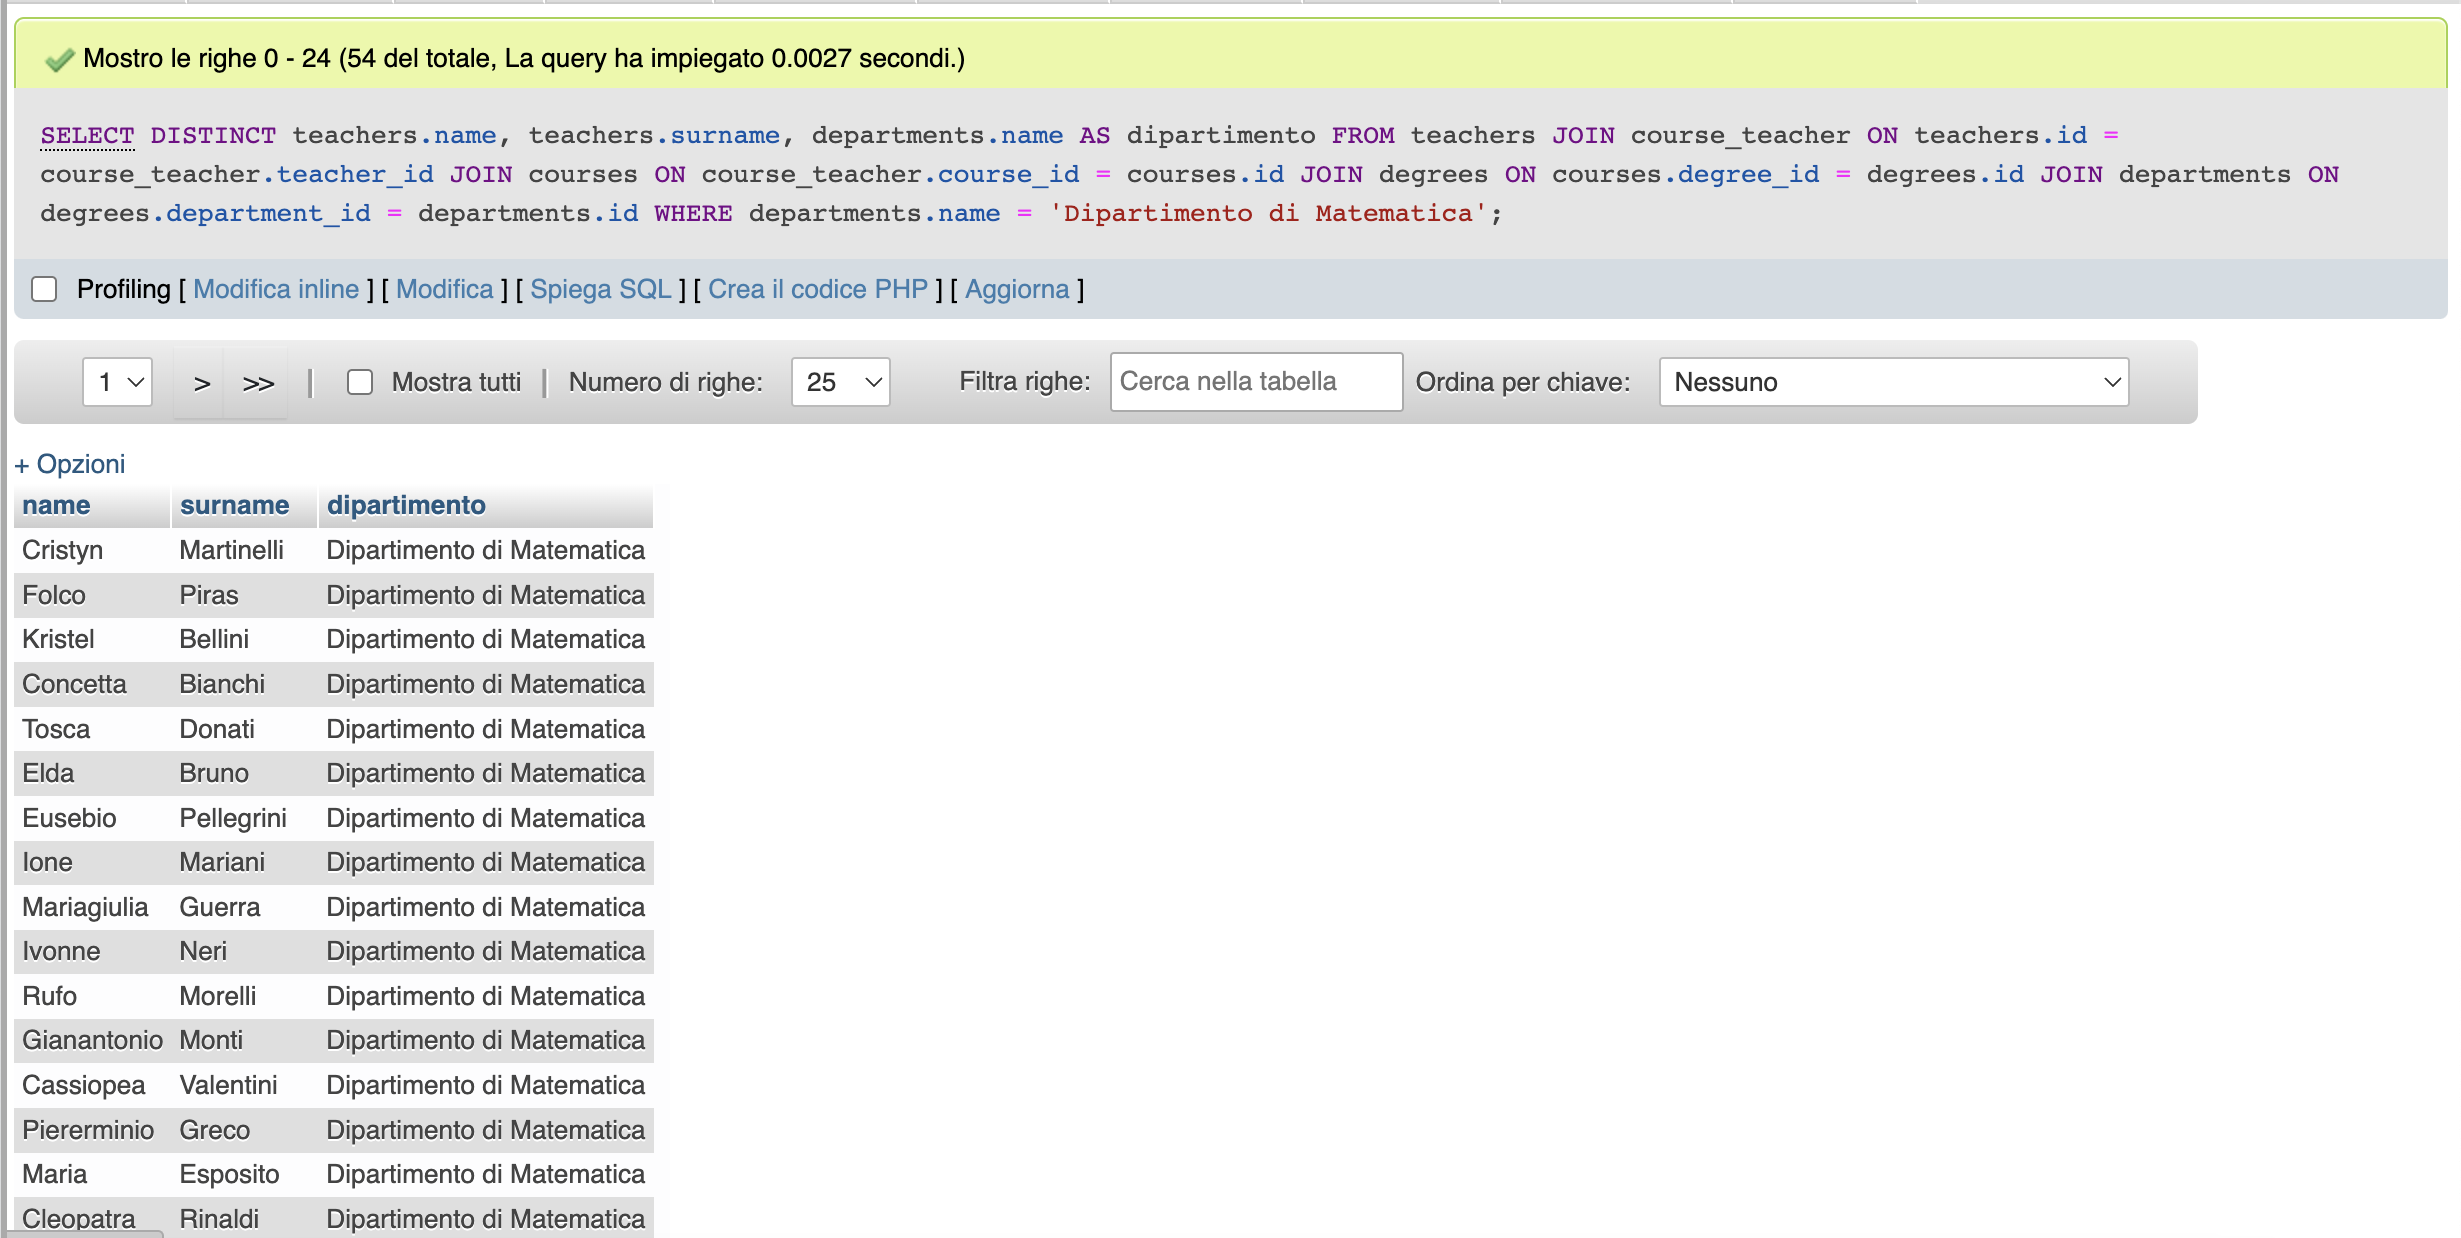 Mostro le righe 0 - 24 (54 del totale, La query ha impiegato 0.0027 secondi.)
SELECT DISTINCT teachers.name, teachers.surname, departments.name AS dipartimento FROM teachers JOIN course_teacher ON teachers.id =
course_teacher.teacher_id JOIN courses ON course_teacher.course_id = courses.id JOIN degrees ON courses.degree_id = degrees.id JOIN departments ON
degrees.department_id = departments.id WHERE departments.name = 'Dipartimento di Matematica';
Profiling [ Modifica inline ] [ Modifica ] [ Spiega SQL ] [ Crea il codice PHP ] [ Aggiorna ]
1 > >> | Mostra tutti | Numero di righe: 25 Filtra righe: Cerca nella tabella Ordina per chiave: Nessuno
+ Opzioni
name surname dipartimento
Cristyn Martinelli Dipartimento di Matematica
Folco Piras Dipartimento di Matematica
Kristel Bellini Dipartimento di Matematica
Concetta Bianchi Dipartimento di Matematica
Tosca Donati Dipartimento di Matematica
Elda Bruno Dipartimento di Matematica
Eusebio Pellegrini Dipartimento di Matematica
Ione Mariani Dipartimento di Matematica
Mariagiulia Guerra Dipartimento di Matematica
Ivonne Neri Dipartimento di Matematica
Rufo Morelli Dipartimento di Matematica
Gianantonio Monti Dipartimento di Matematica
Cassiopea Valentini Dipartimento di Matematica
Piererminio Greco Dipartimento di Matematica
Maria Esposito Dipartimento di Matematica
Cleopatra Rinaldi Dipartimento di Matematica